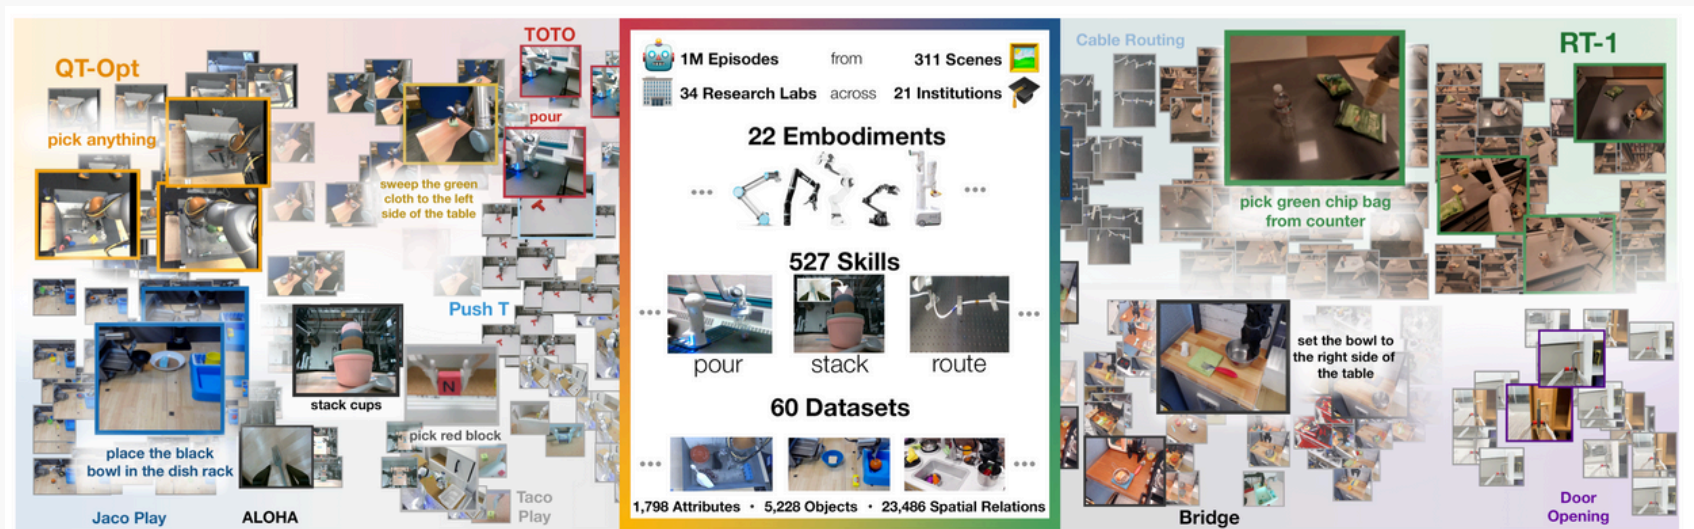 QT-Opt
pick anything
TOTO
pour
sweep the green
cloth to the left
side of the table
Push T
stack cups
N
pick red block
place the black
bowl in the dish rack
Jaco Play
ALOHA
Taco
Play
1M Episodes from 311 Scenes
34 Research Labs across 21 Institutions
22 Embodiments
527 Skills
pour stack route
60 Datasets
1,798 Attributes • 5,228 Objects • 23,486 Spatial Relations
Cable Routing
RT-1
pick green chip bag
from counter
set the bowl to
the right side of
the table
Bridge
Door
Opening